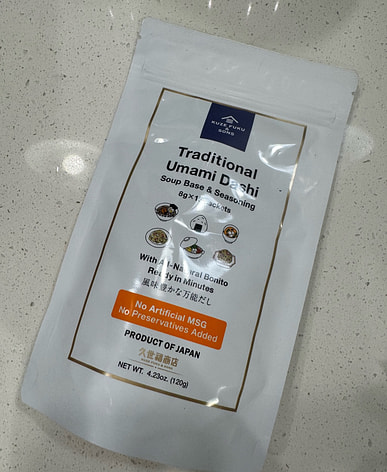 KUZE FUKU
&
SONS
Traditional
Umami Dashi
Soup Base & Seasoning
With All-Natural Bonito
Ready in Minutes
風味豊かな万能だし
No Artificial MSG
No Preservatives Added
PRODUCT OF JAPAN
久世福商店
NET WT. 4.23oz. (120g)